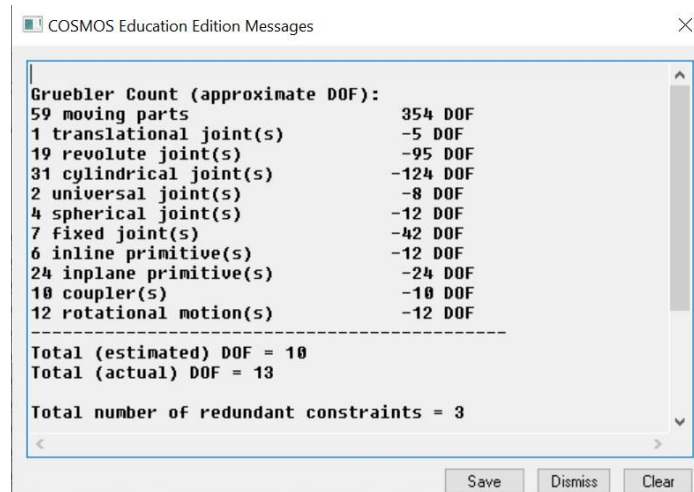 COSMOS Education Edition Messages
Gruebler Count (approximate DOF):
59 moving parts 354 DOF
1 translational joint(s) -5 DOF
19 revolute joint(s) -95 DOF
31 cylindrical joint(s) -124 DOF
2 universal joint(s) -8 DOF
4 spherical joint(s) -12 DOF
7 fixed joint(s) -42 DOF
6 inline primitive(s) -12 DOF
24 inplane primitive(s) -24 DOF
10 coupler(s) -10 DOF
12 rotational motion(s) -12 DOF
----------------------------------------------
Total (estimated) DOF = 10
Total (actual) DOF = 13
Total number of redundant constraints = 3
Save Dismiss Clear